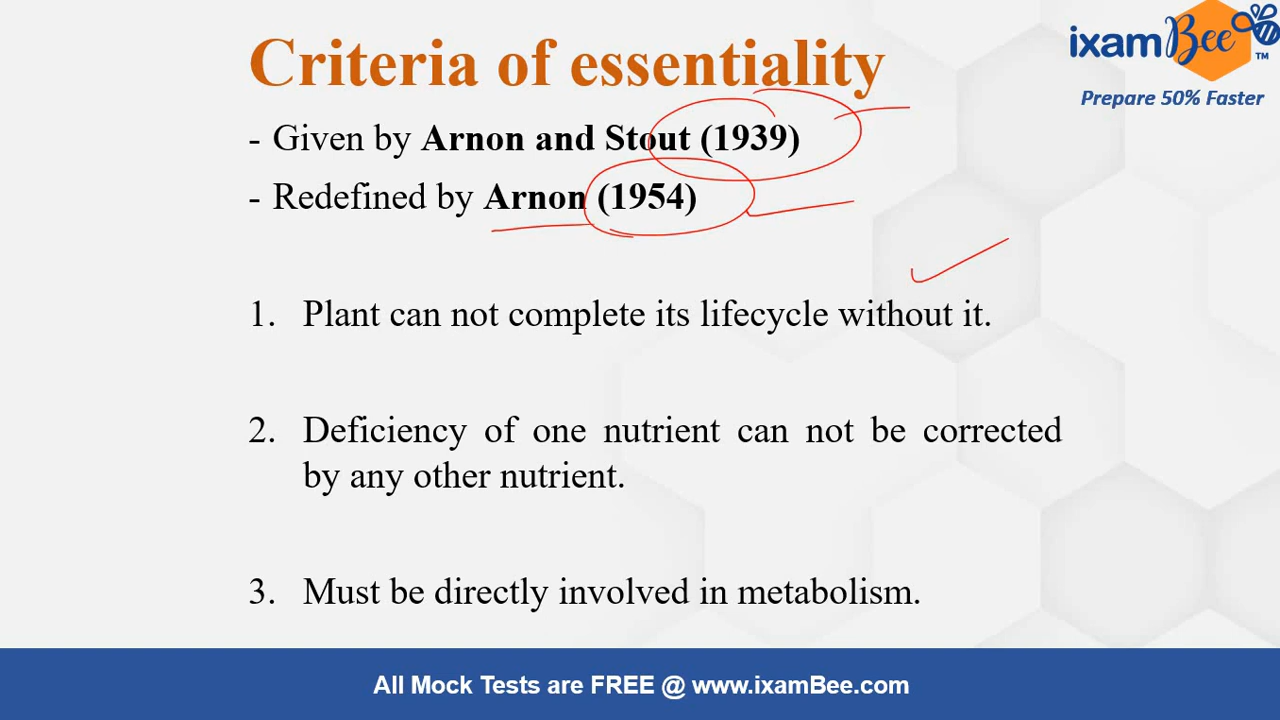 Criteria of essentiality
ixamBee™
Prepare 50% Faster
- Given by Arnon and Stout (1939)
- Redefined by Arnon (1954)
1. Plant can not complete its lifecycle without it.
2. Deficiency of one nutrient can not be corrected
by any other nutrient.
3. Must be directly involved in metabolism.
All Mock Tests are FREE @ www.ixamBee.com